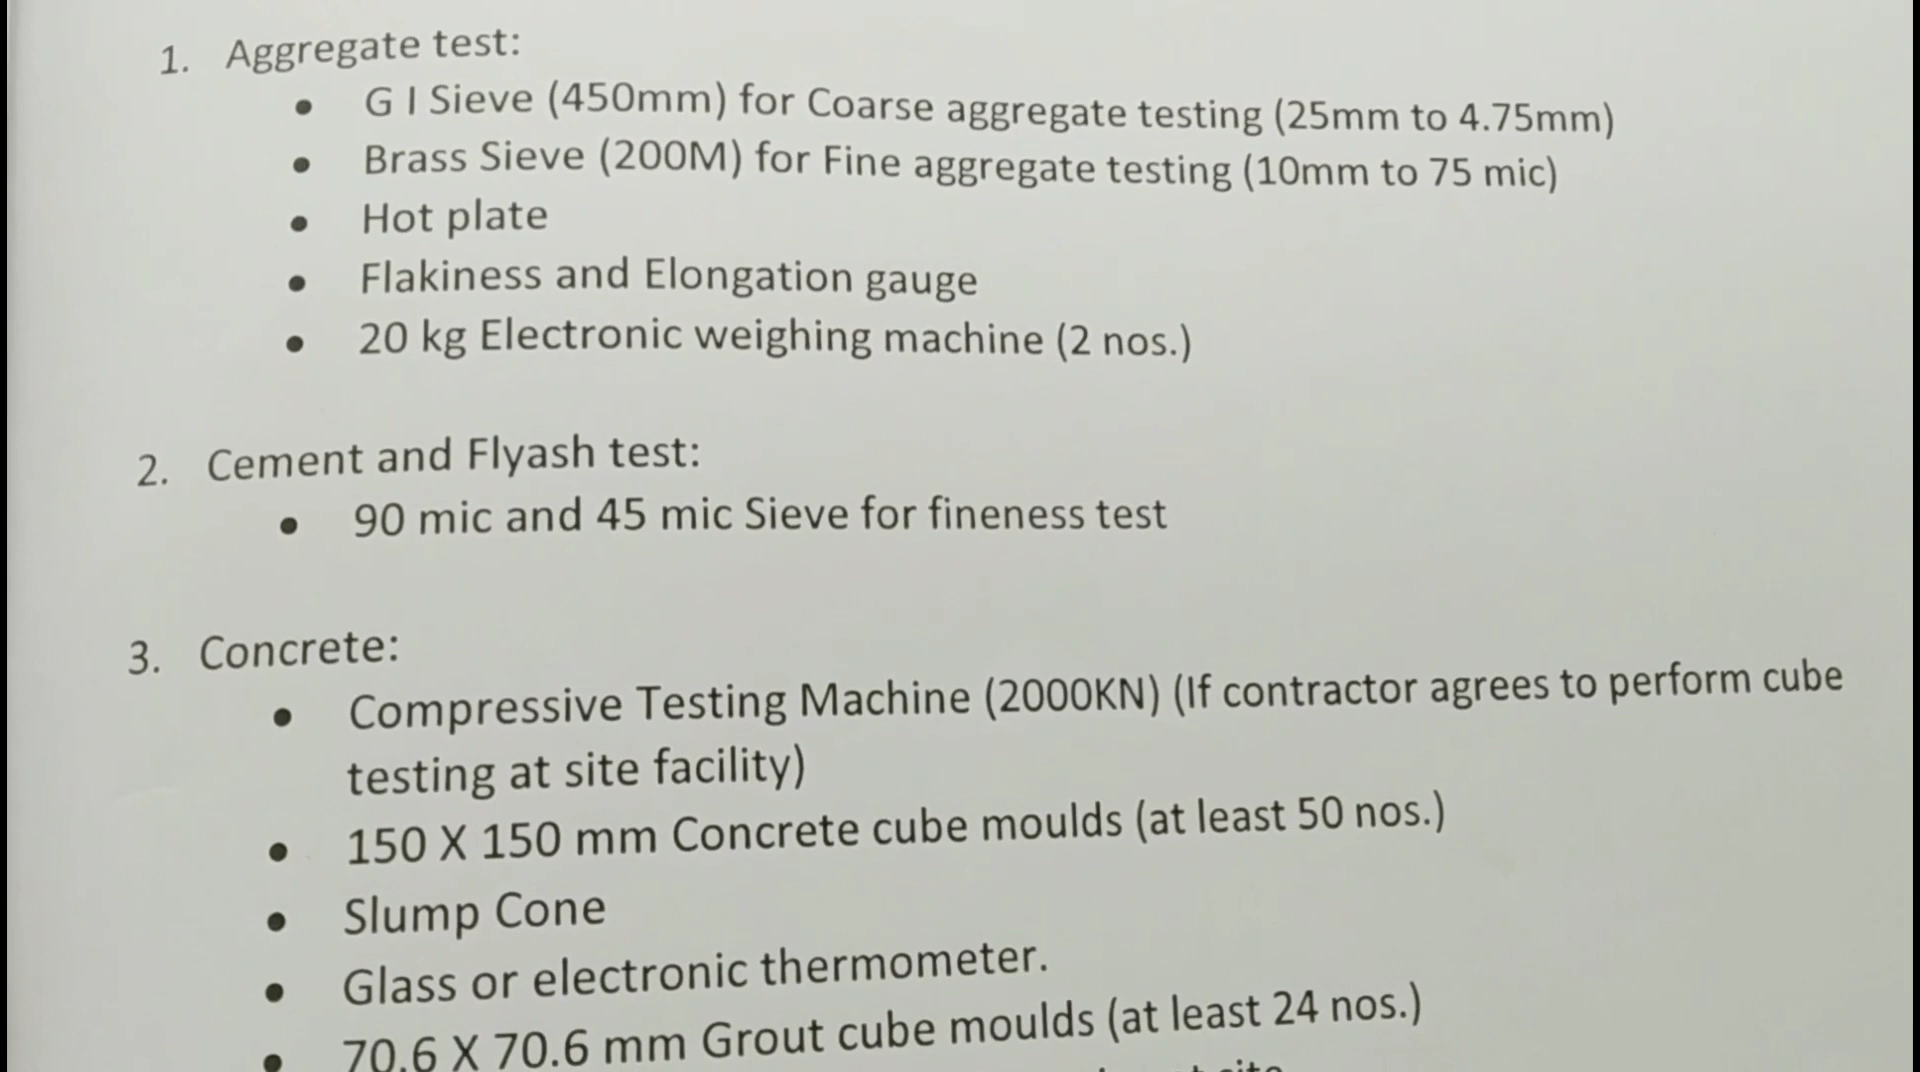 1. Aggregate test:
• G I Sieve (450mm) for Coarse aggregate testing (25mm to 4.75mm)
• Brass Sieve (200M) for Fine aggregate testing (10mm to 75 mic)
• Hot plate
• Flakiness and Elongation gauge
• 20 kg Electronic weighing machine (2 nos.)
2. Cement and Flyash test:
• 90 mic and 45 mic Sieve for fineness test
3. Concrete:
• Compressive Testing Machine (2000KN) (If contractor agrees to perform cube
testing at site facility)
• 150 X 150 mm Concrete cube moulds (at least 50 nos.)
• Slump Cone
• Glass or electronic thermometer.
• 70.6 X 70.6 mm Grout cube moulds (at least 24 nos.)